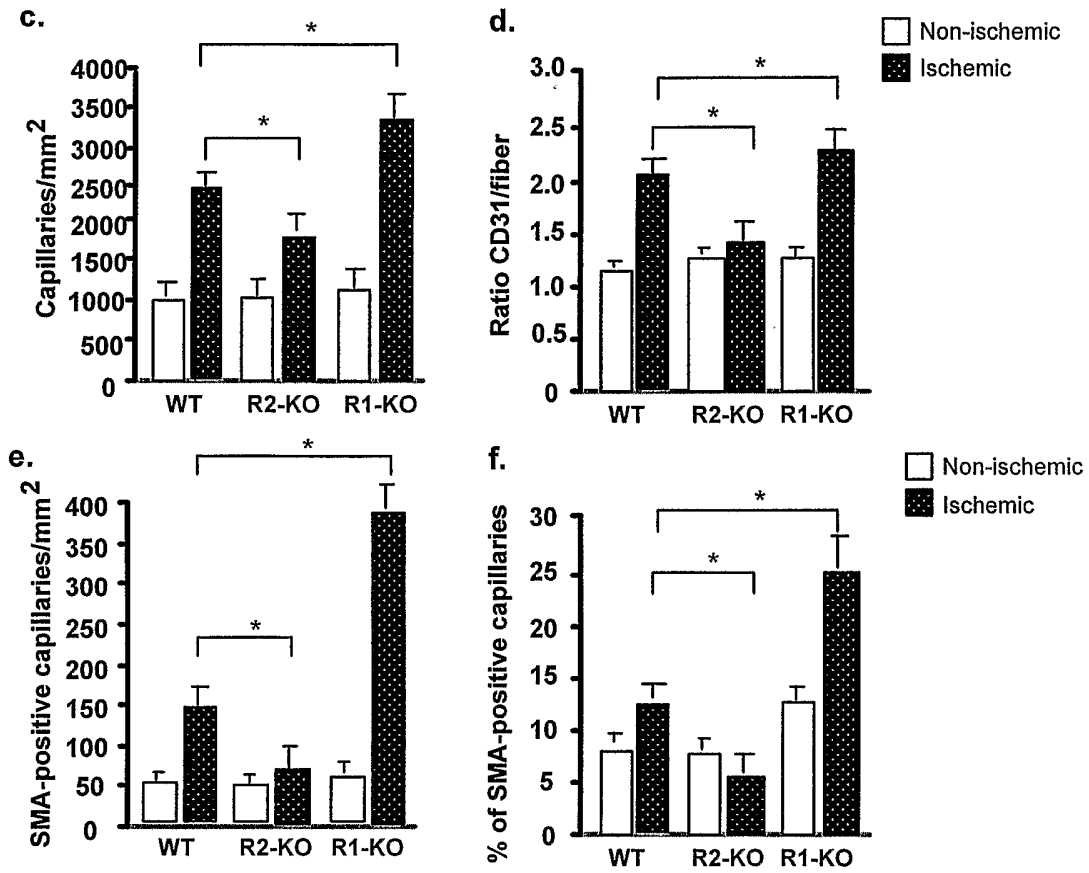 c.
*
*
Capillaries/mm2
4000
3500
3000
2500
2000
1500
1000
500
0
WT R2-KO R1-KO
d.
Non-ischemic
Ischemic
*
*
Ratio CD31/fiber
3.0
2.5
2.0
1.5
1.0
0.5
0
WT R2-KO R1-KO
e.
*
*
SMA-positive capillaries/mm2
400
350
300
250
200
150
100
50
0
WT R2-KO R1-KO
f.
Non-ischemic
Ischemic
*
*
% of SMA-positive capillaries
30
25
20
15
10
5
0
WT R2-KO R1-KO